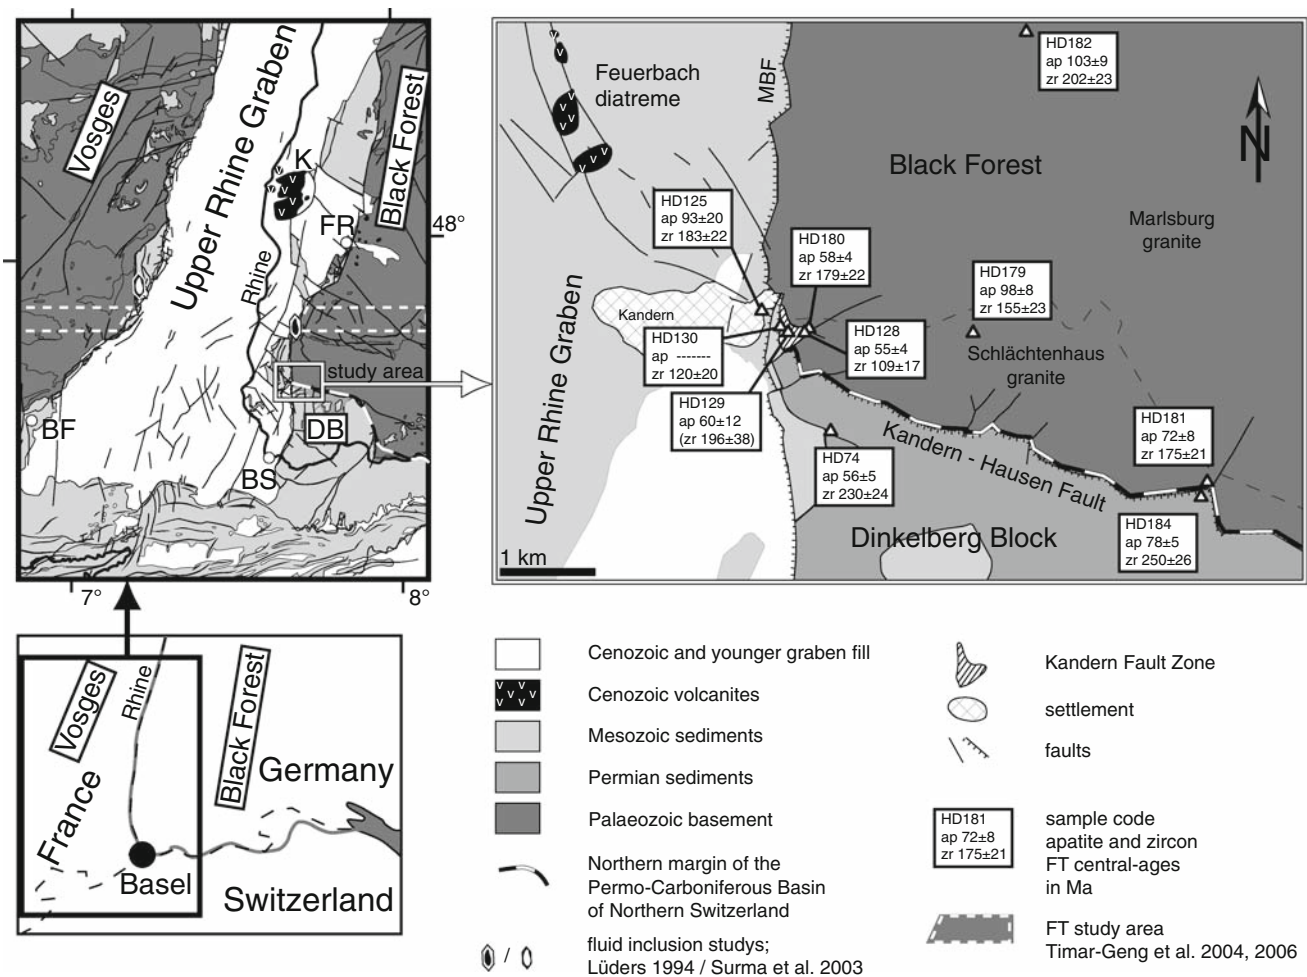 Vosges
Upper Rhine Graben
Black Forest
K
FR
Rhine
48°
study area
BF
DB
BS
7°
8°
Feuerbach
diatreme
MBF
HD182
ap 103±9
zr 202±23
Black Forest
N
Marlsburg
granite
HD125
ap 93±20
zr 183±22
HD180
ap 58±4
zr 179±22
HD179
ap 98±8
zr 155±23
Kandern
HD130
ap -------
zr 120±20
HD128
ap 55±4
zr 109±17
Schlächtenhaus
granite
HD129
ap 60±12
(zr 196±38)
HD181
ap 72±8
zr 175±21
Upper Rhine Graben
Kandern - Hausen Fault
HD74
ap 56±5
zr 230±24
HD184
ap 78±5
zr 250±26
Dinkelberg Block
1 km
Vosges
Rhine
Black Forest
France
Germany
Basel
Switzerland
v v v v
v v v
Cenozoic and younger graben fill
Cenozoic volcanites
Mesozoic sediments
Permian sediments
Palaeozoic basement
Northern margin of the
Permo-Carboniferous Basin
of Northern Switzerland
/
fluid inclusion studys;
Lüders 1994 / Surma et al. 2003
Kandern Fault Zone
settlement
faults
HD181
ap 72±8
zr 175±21
sample code
apatite and zircon
FT central-ages
in Ma
FT study area
Timar-Geng et al. 2004, 2006